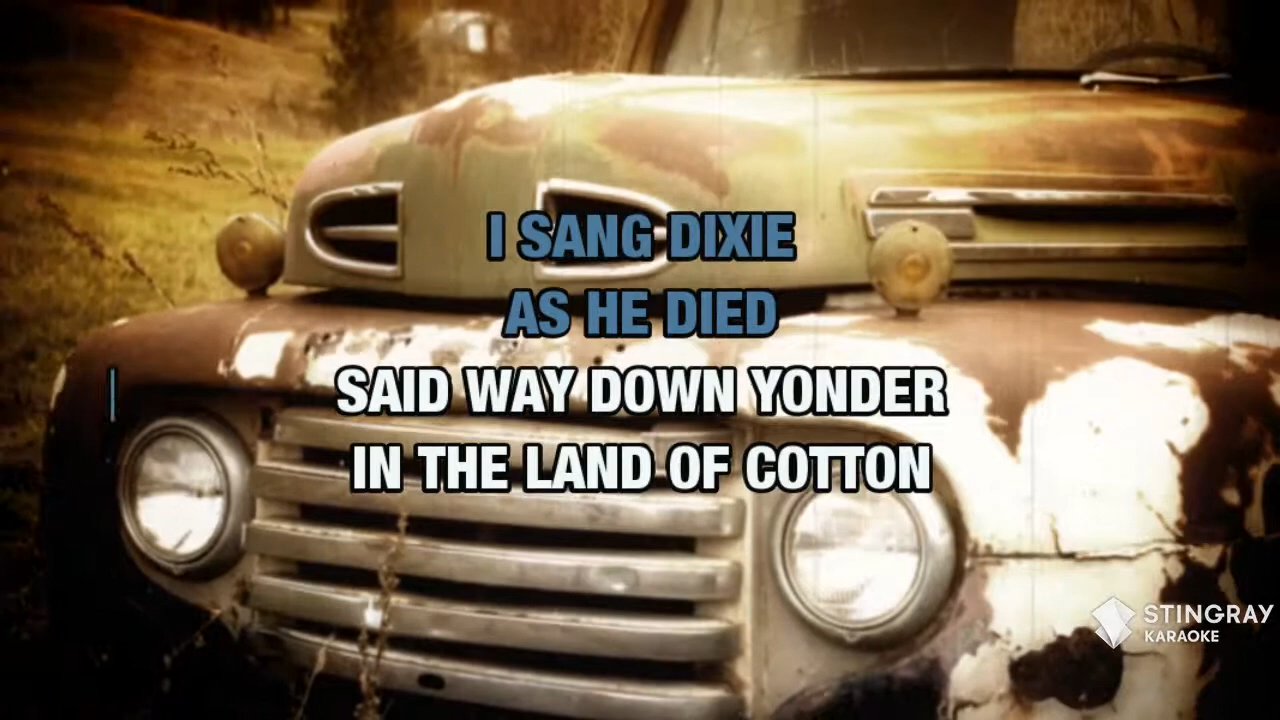 I SANG DIXIE
AS HE DIED
SAID WAY DOWN YONDER
IN THE LAND OF COTTON
STINGRAY
KARAOKE